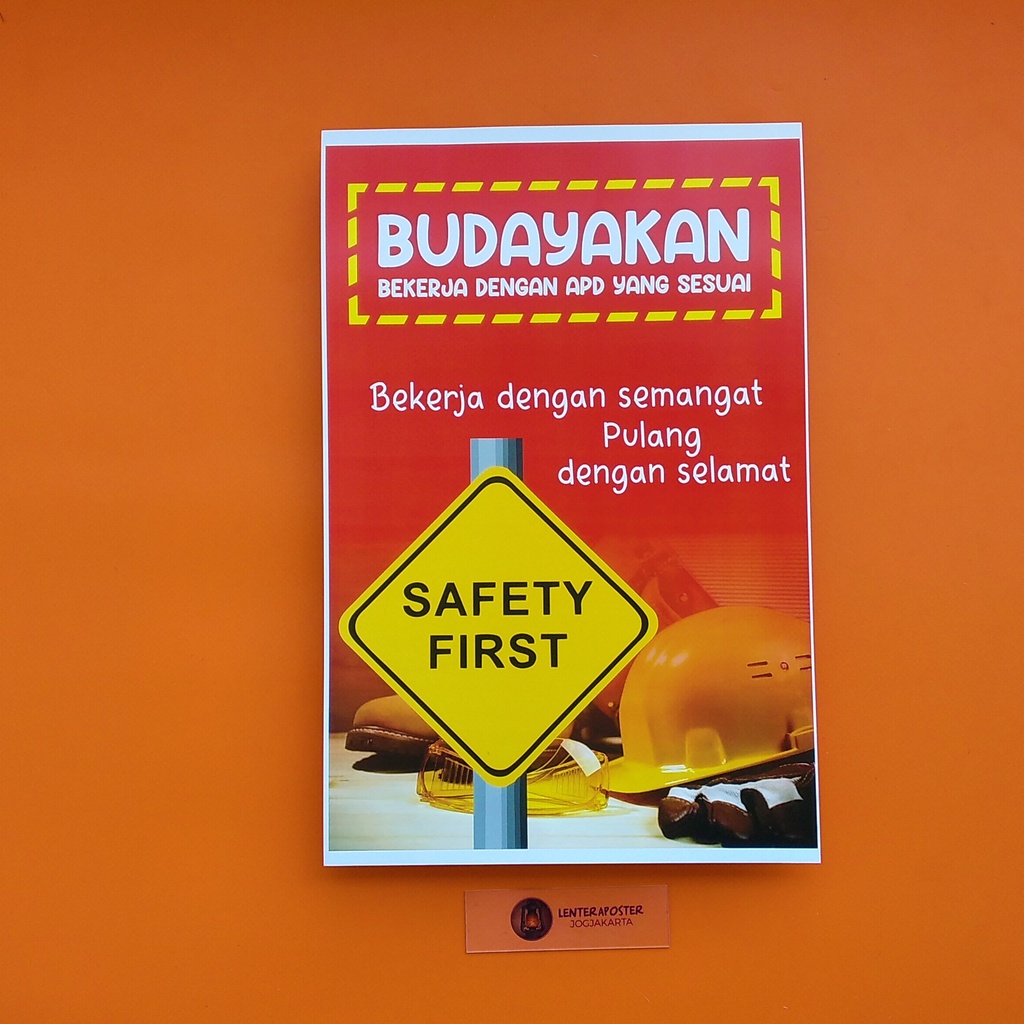 BUDAYAKAN
BEKERJA DENGAN APD YANG SESUAI
Bekerja dengan semangat
Pulang
dengan selamat
SAFETY
FIRST
LENTERAPOSTER
JOGJAKARTA